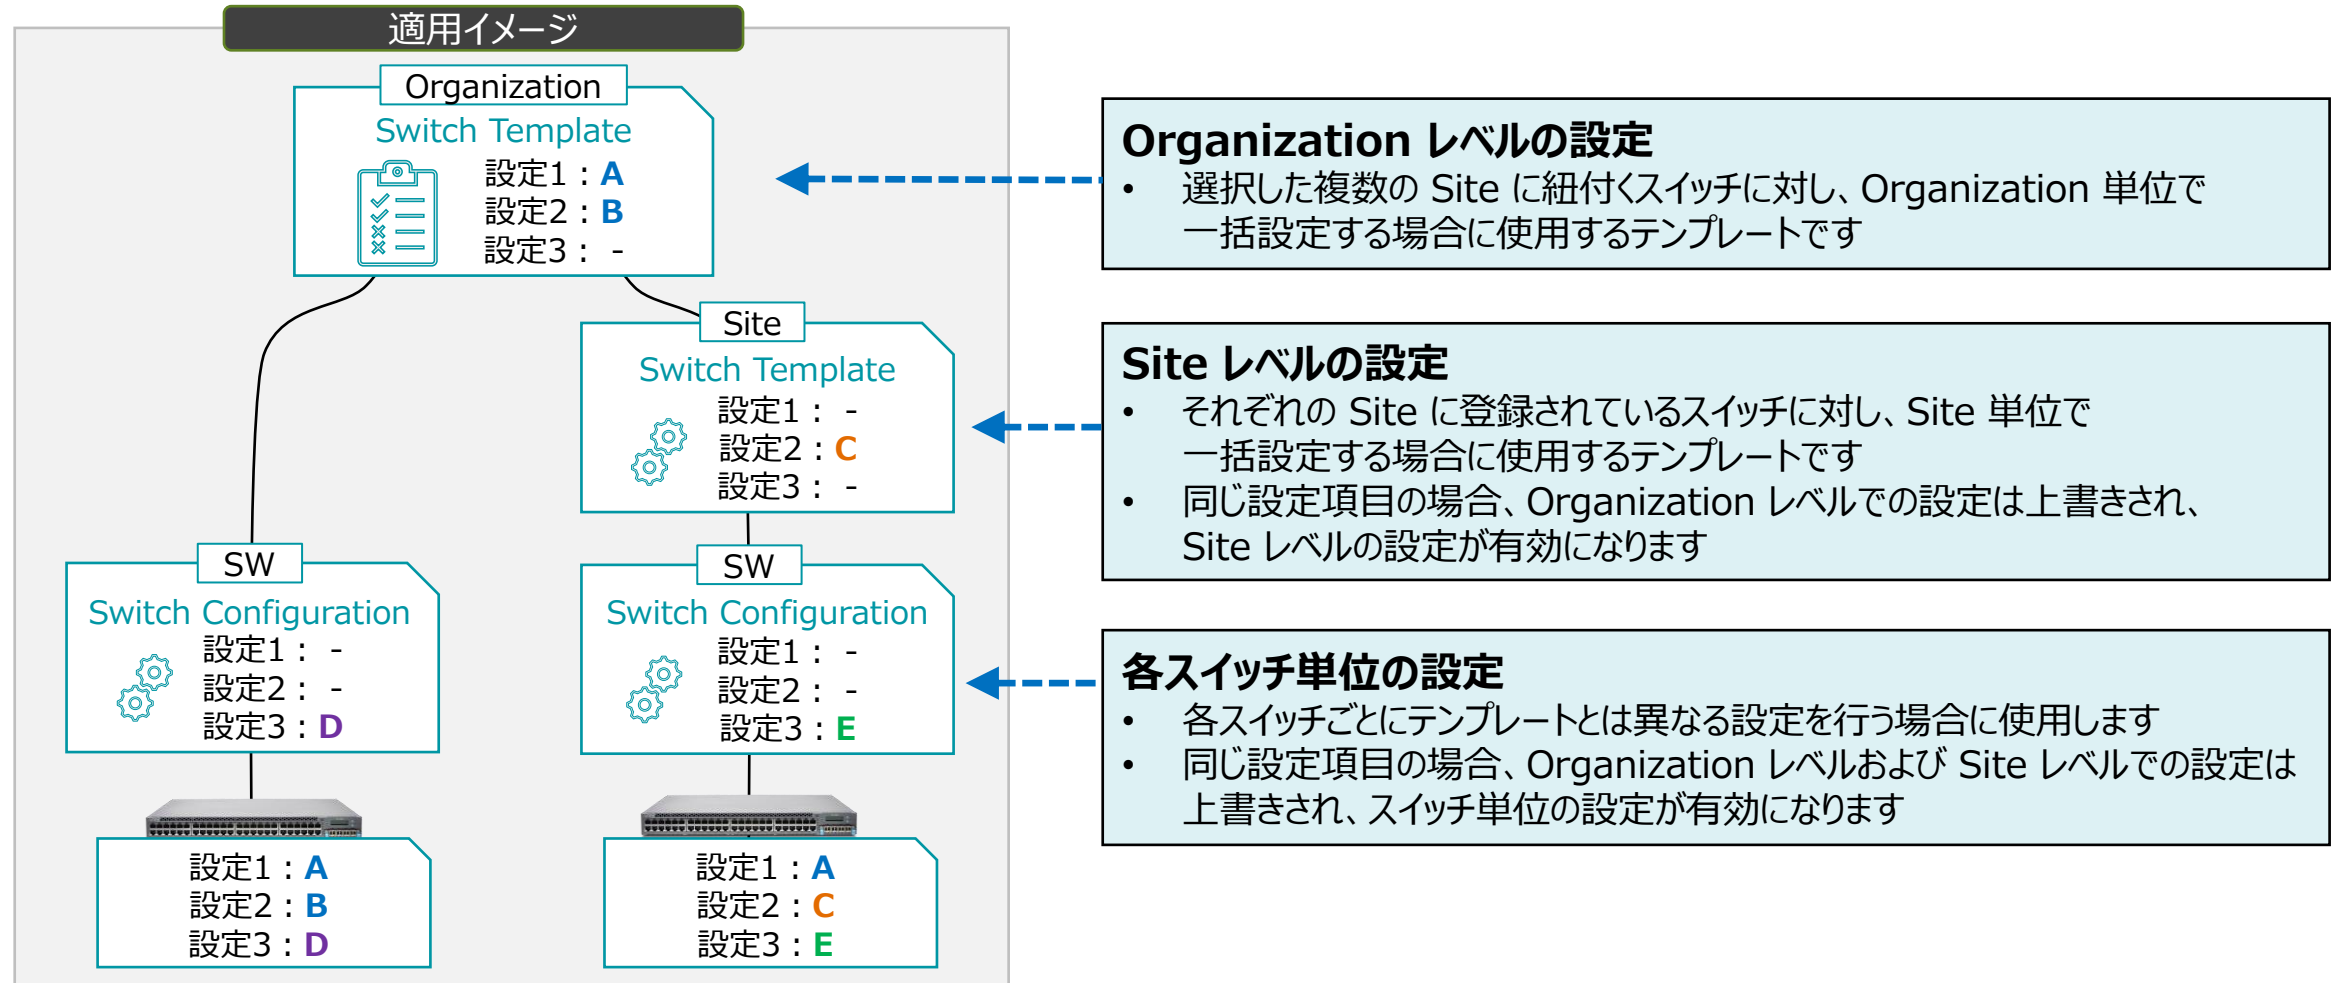 適用イメージ
Organization
Switch Template
設定1：A
設定2：B
設定3： -
Site
Switch Template
設定1： -
設定2：C
設定3： -
SW
Switch Configuration
設定1： -
設定2： -
設定3：D
SW
Switch Configuration
設定1： -
設定2： -
設定3：E
設定1：A
設定2：B
設定3：D
設定1：A
設定2：C
設定3：E
Organization レベルの設定
• 選択した複数の Site に紐付くスイッチに対し、Organization 単位で
一括設定する場合に使用するテンプレートです
Site レベルの設定
• それぞれの Site に登録されているスイッチに対し、Site 単位で
一括設定する場合に使用するテンプレートです
• 同じ設定項目の場合、Organization レベルでの設定は上書きされ、
Site レベルの設定が有効になります
各スイッチ単位の設定
• 各スイッチごとにテンプレートとは異なる設定を行う場合に使用します
• 同じ設定項目の場合、Organization レベルおよび Site レベルでの設定は
上書きされ、スイッチ単位の設定が有効になります